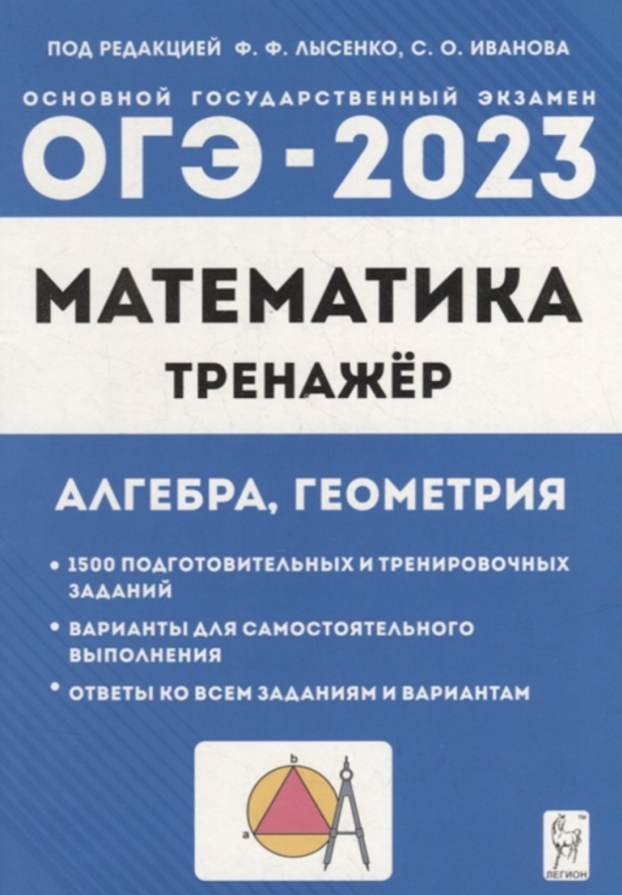 ПОД РЕДАКЦИЕЙ Ф. Ф. ЛЫСЕНКО, С. О. ИВАНОВА
ОСНОВНОЙ ГОСУДАРСТВЕННЫЙ ЭКЗАМЕН
ОГЭ - 2023
МАТЕМАТИКА
ТРЕНАЖЁР
АЛГЕБРА, ГЕОМЕТРИЯ
• 1500 ПОДГОТОВИТЕЛЬНЫХ И ТРЕНИРОВОЧНЫХ
ЗАДАНИЙ
• ВАРИАНТЫ ДЛЯ САМОСТОЯТЕЛЬНОГО
ВЫПОЛНЕНИЯ
• ОТВЕТЫ КО ВСЕМ ЗАДАНИЯМ И ВАРИАНТАМ
b
a
TM
ЛЕГИОН